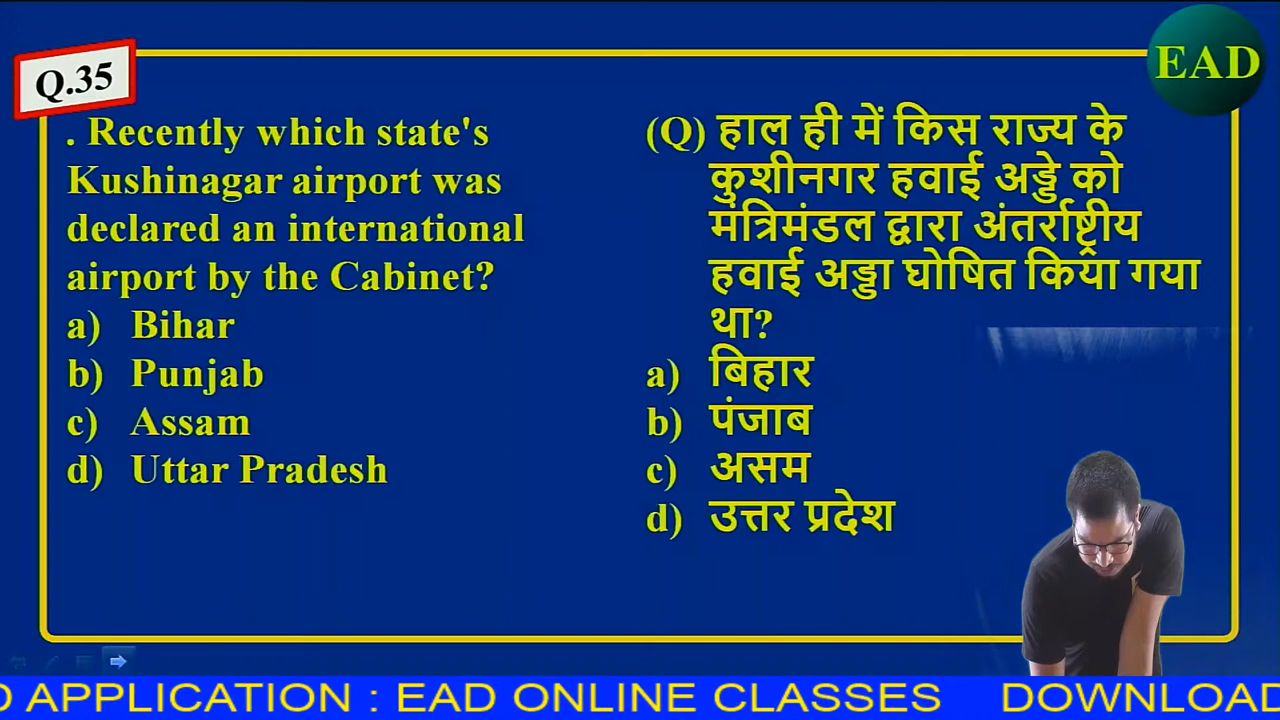 EAD
Q.35
. Recently which state's
Kushinagar airport was
declared an international
airport by the Cabinet?
a) Bihar
b) Punjab
c) Assam
d) Uttar Pradesh
(Q) हाल ही में किस राज्य के
कुशीनगर हवाई अड्डे को
मंत्रिमंडल द्वारा अंतर्राष्ट्रीय
हवाई अड्डा घोषित किया गया
था?
a) बिहार
b) पंजाब
c) असम
d) उत्तर प्रदेश
D APPLICATION : EAD ONLINE CLASSES DOWNLOAD